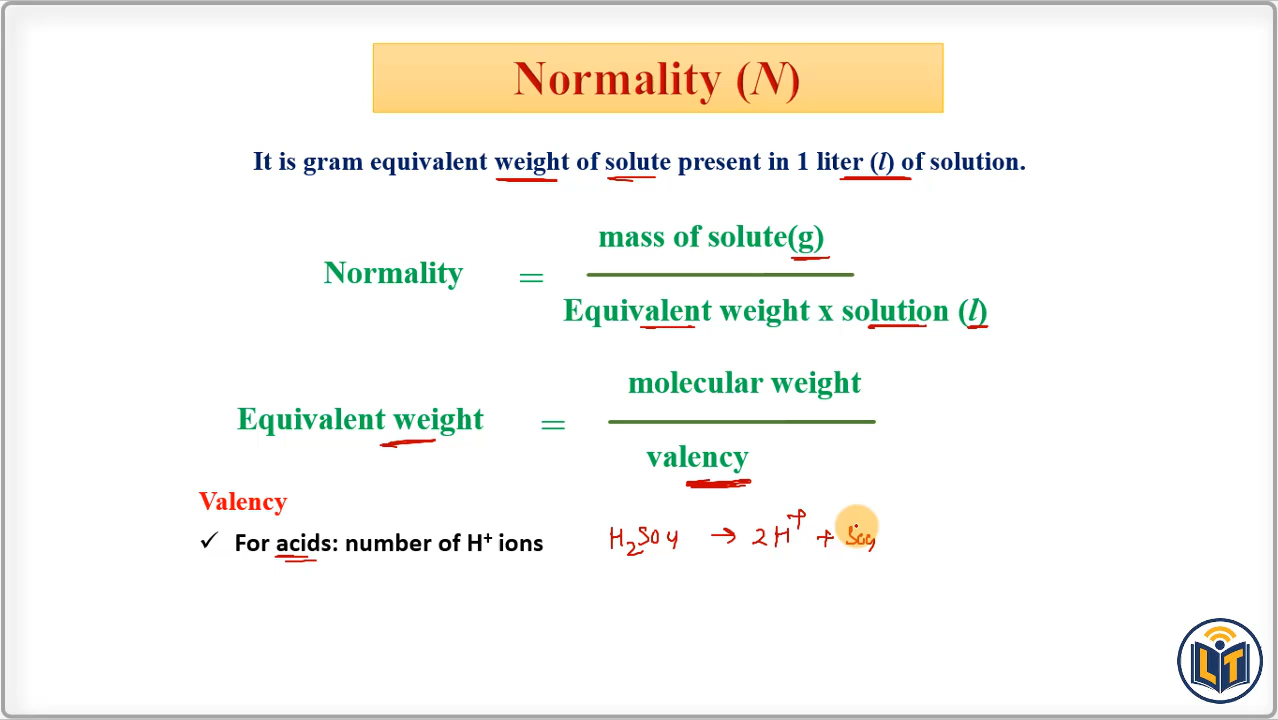 Normality (N)
It is gram equivalent weight of solute present in 1 liter (l) of solution.
mass of solute(g)
Normality =
Equivalent weight x solution (l)
molecular weight
Equivalent weight =
valency
Valency
✓ For acids: number of H⁺ ions H₂SO4 → 2H⁺ + SO4
LT